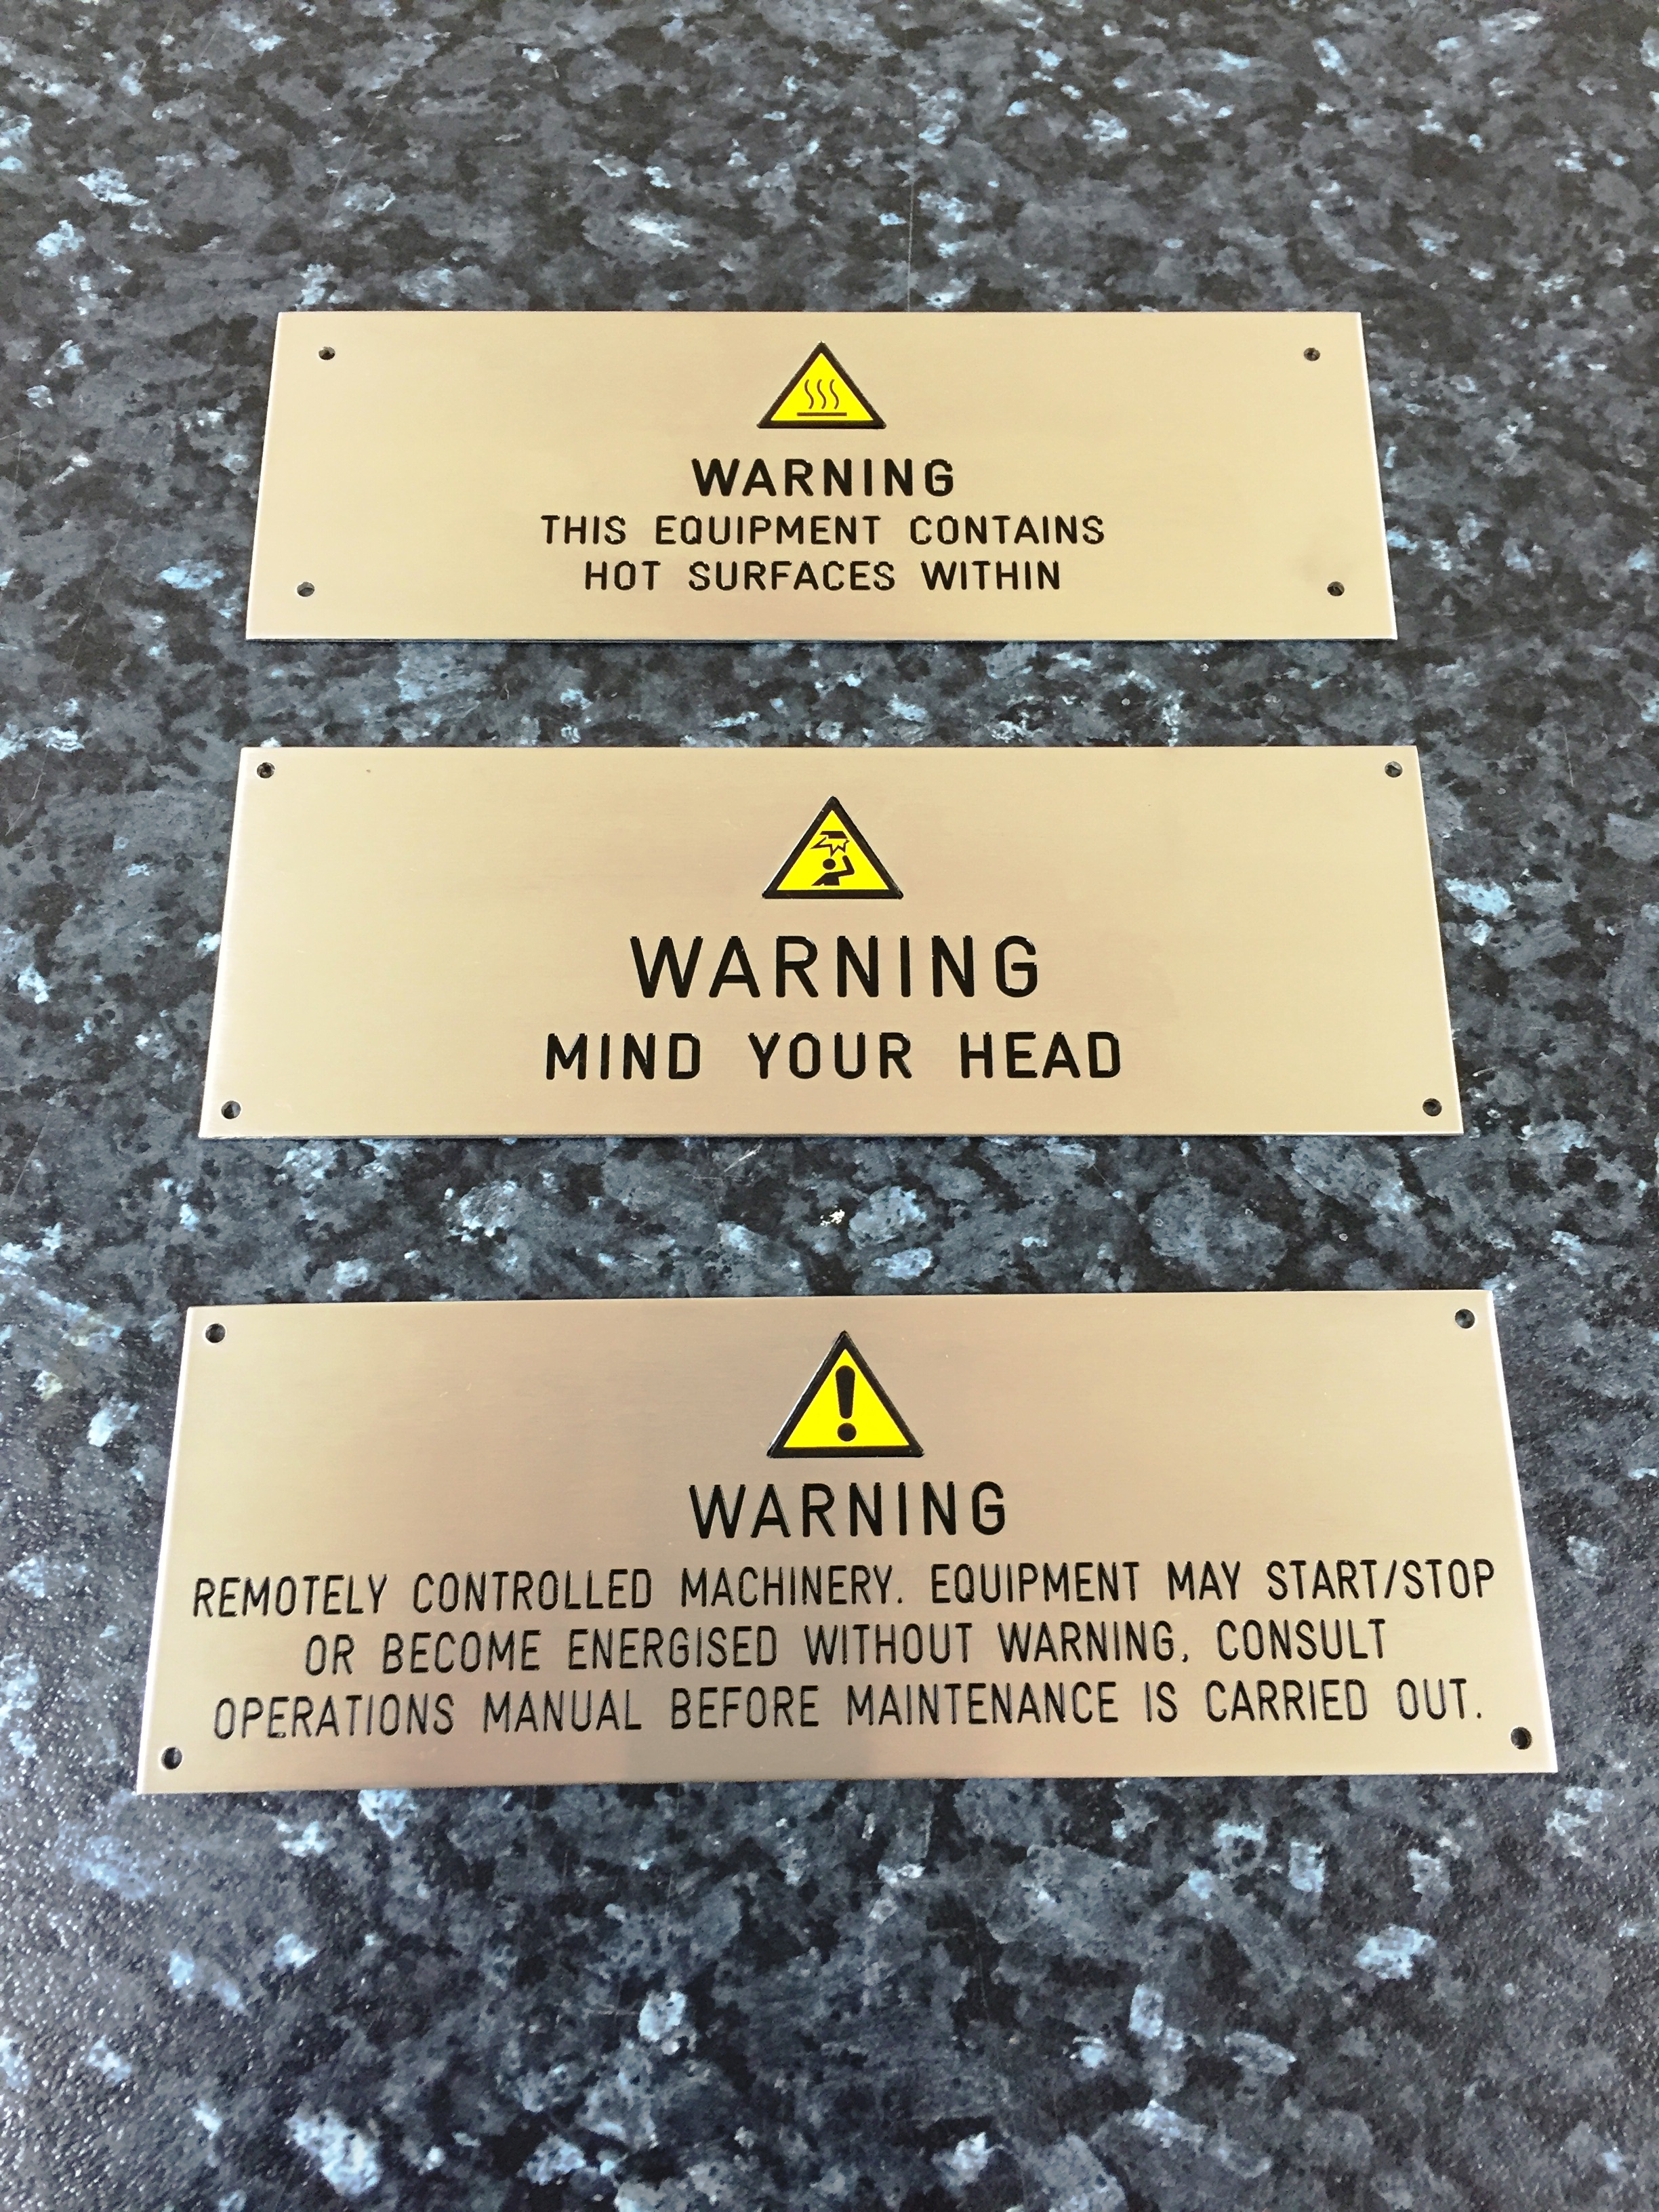 WARNING
THIS EQUIPMENT CONTAINS
HOT SURFACES WITHIN
WARNING
MIND YOUR HEAD
WARNING
REMOTELY CONTROLLED MACHINERY. EQUIPMENT MAY START/STOP
OR BECOME ENERGISED WITHOUT WARNING. CONSULT
OPERATIONS MANUAL BEFORE MAINTENANCE IS CARRIED OUT.